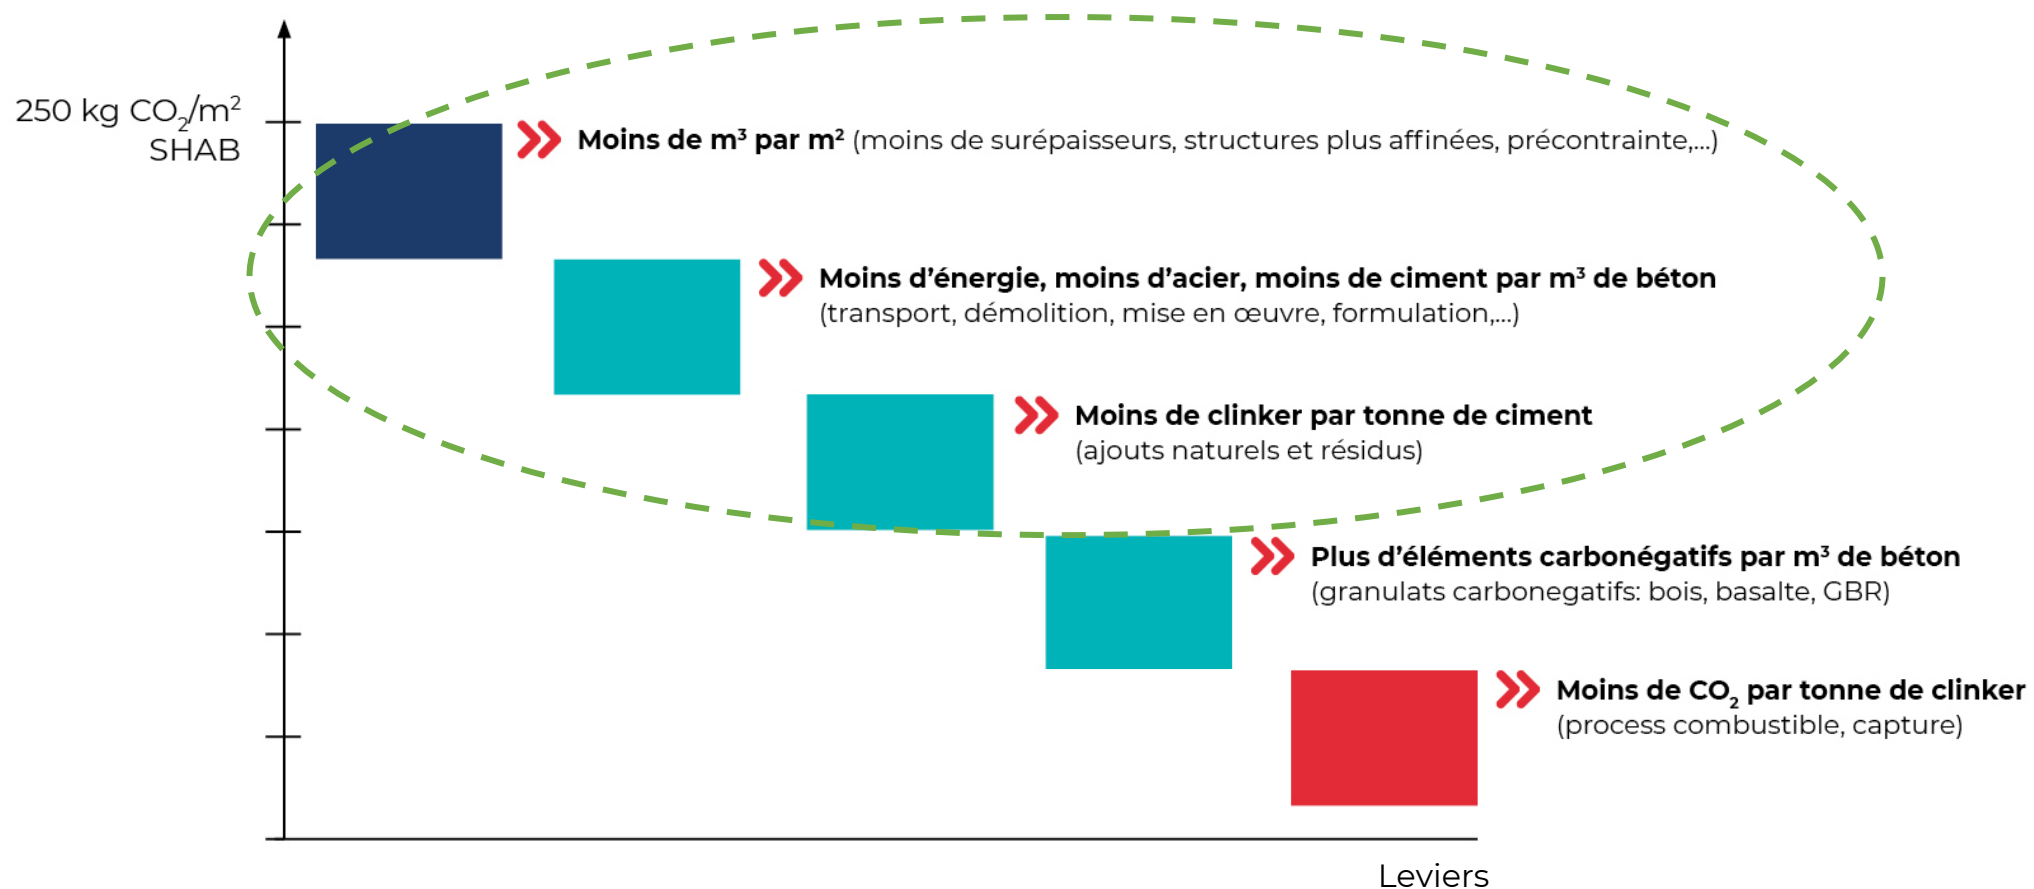 250 kg CO₂/m²
SHAB
Moins de m³ par m² (moins de surépaisseurs, structures plus affinées, précontrainte,...)
Moins d’énergie, moins d’acier, moins de ciment par m³ de béton
(transport, démolition, mise en œuvre, formulation,...)
Moins de clinker par tonne de ciment
(ajouts naturels et résidus)
Plus d’éléments carbonégatifs par m³ de béton
(granulats carbonegatifs: bois, basalte, GBR)
Moins de CO₂ par tonne de clinker
(process combustible, capture)
Leviers